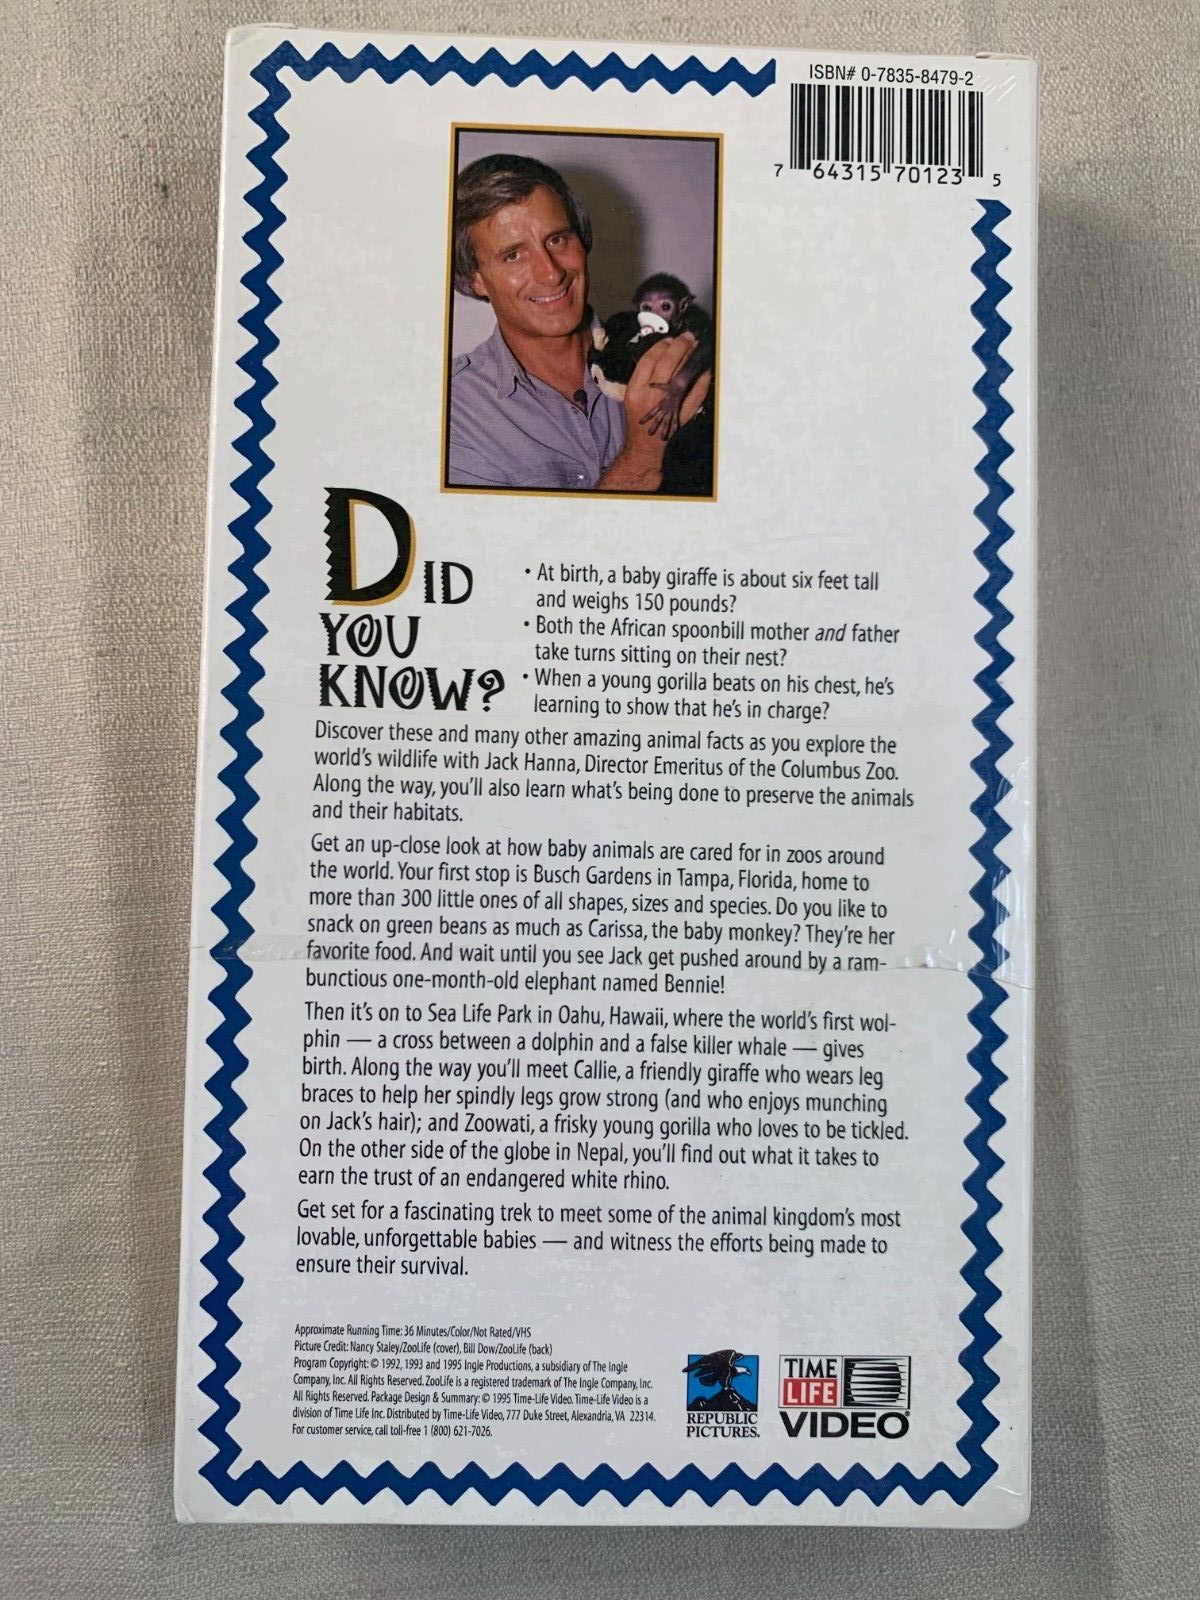 ISBN# 0-7835-8479-2
7 64315 70123 5
DID
YOU
KNOW?
• At birth, a baby giraffe is about six feet tall
and weighs 150 pounds?
• Both the African spoonbill mother and father
take turns sitting on their nest?
• When a young gorilla beats on his chest, he's
learning to show that he's in charge?
Discover these and many other amazing animal facts as you explore the
world's wildlife with Jack Hanna, Director Emeritus of the Columbus Zoo.
Along the way, you'll also learn what's being done to preserve the animals
and their habitats.
Get an up-close look at how baby animals are cared for in zoos around
the world. Your first stop is Busch Gardens in Tampa, Florida, home to
more than 300 little ones of all shapes, sizes and species. Do you like to
snack on green beans as much as Carissa, the baby monkey? They're her
favorite food. And wait until you see Jack get pushed around by a ram-
bunctious one-month-old elephant named Bennie!
Then it's on to Sea Life Park in Oahu, Hawaii, where the world's first wol-
phin — a cross between a dolphin and a false killer whale — gives
birth. Along the way you'll meet Callie, a friendly giraffe who wears leg
braces to help her spindly legs grow strong (and who enjoys munching
on Jack's hair); and Zoowati, a frisky young gorilla who loves to be tickled.
On the other side of the globe in Nepal, you'll find out what it takes to
earn the trust of an endangered white rhino.
Get set for a fascinating trek to meet some of the animal kingdom's most
lovable, unforgettable babies — and witness the efforts being made to
ensure their survival.
Approximate Running Time: 36 Minutes/Color/Not Rated/VHS
Picture Credit: Nancy Staley/ZooLife (cover), Bill Dow/ZooLife (back)
Program Copyright: © 1992, 1993 and 1995 Ingle Productions, a subsidiary of The Ingle
Company, Inc. All Rights Reserved. ZooLife is a registered trademark of The Ingle Company, Inc.
All Rights Reserved. Package Design & Summary: © 1995 Time-Life Video. Time-Life Video is a
division of Time Life Inc. Distributed by Time-Life Video, 777 Duke Street, Alexandria, VA 22314.
For customer service, call toll-free 1 (800) 621-7026.
REPUBLIC
PICTURES®
TIME
LIFE
VIDEO®